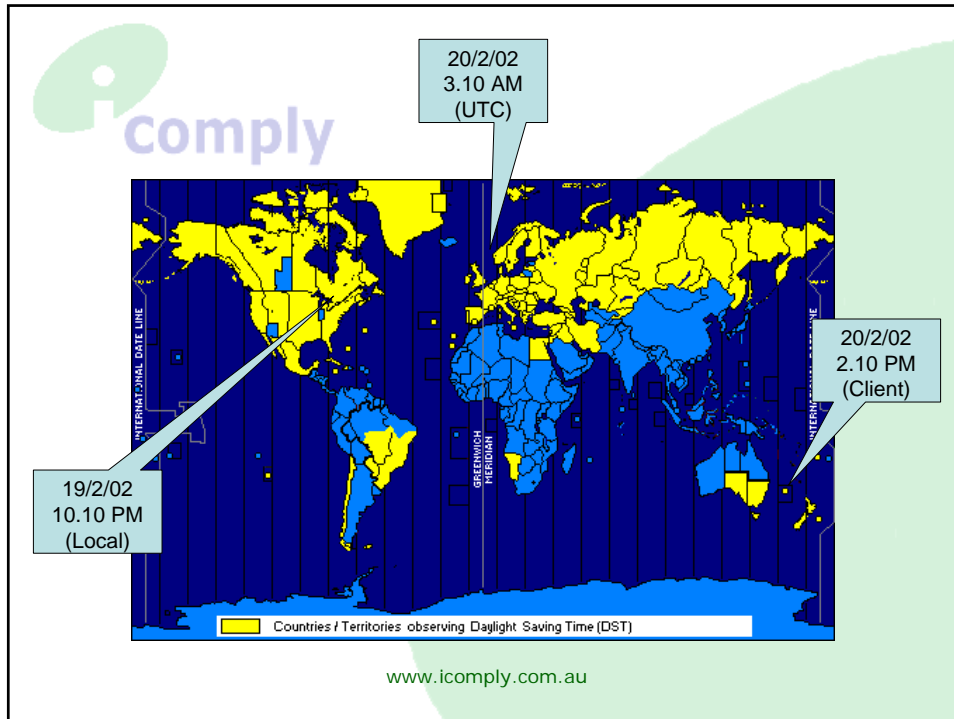 icomply
20/2/02
3.10 AM
(UTC)
INTERNATIONAL DATE LINE
GREENWICH
MERIDIAN
INTERNATIONAL DATE LINE
20/2/02
2.10 PM
(Client)
19/2/02
10.10 PM
(Local)
Countries / Territories observing Daylight Saving Time (DST)
www.icomply.com.au